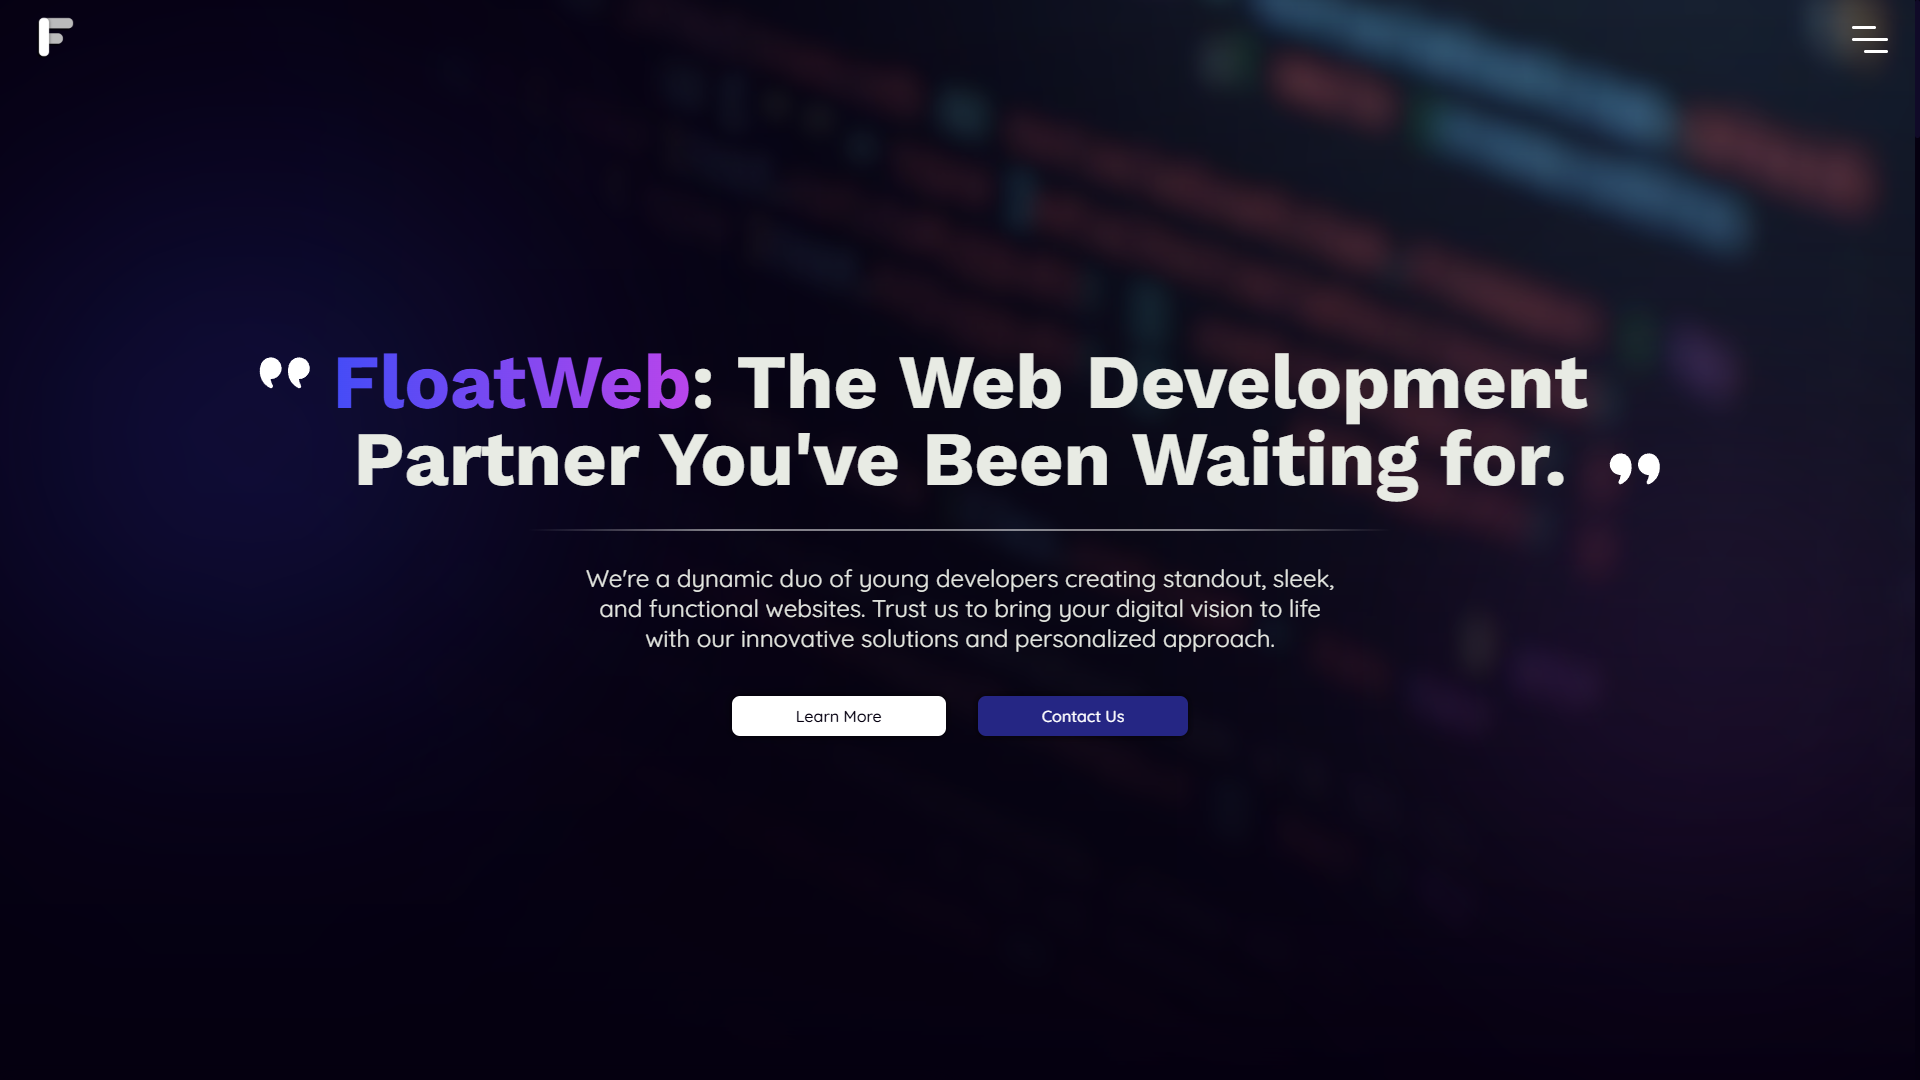 F
“ FloatWeb: The Web Development
Partner You've Been Waiting for. ”
We're a dynamic duo of young developers creating standout, sleek,
and functional websites. Trust us to bring your digital vision to life
with our innovative solutions and personalized approach.
Learn More
Contact Us